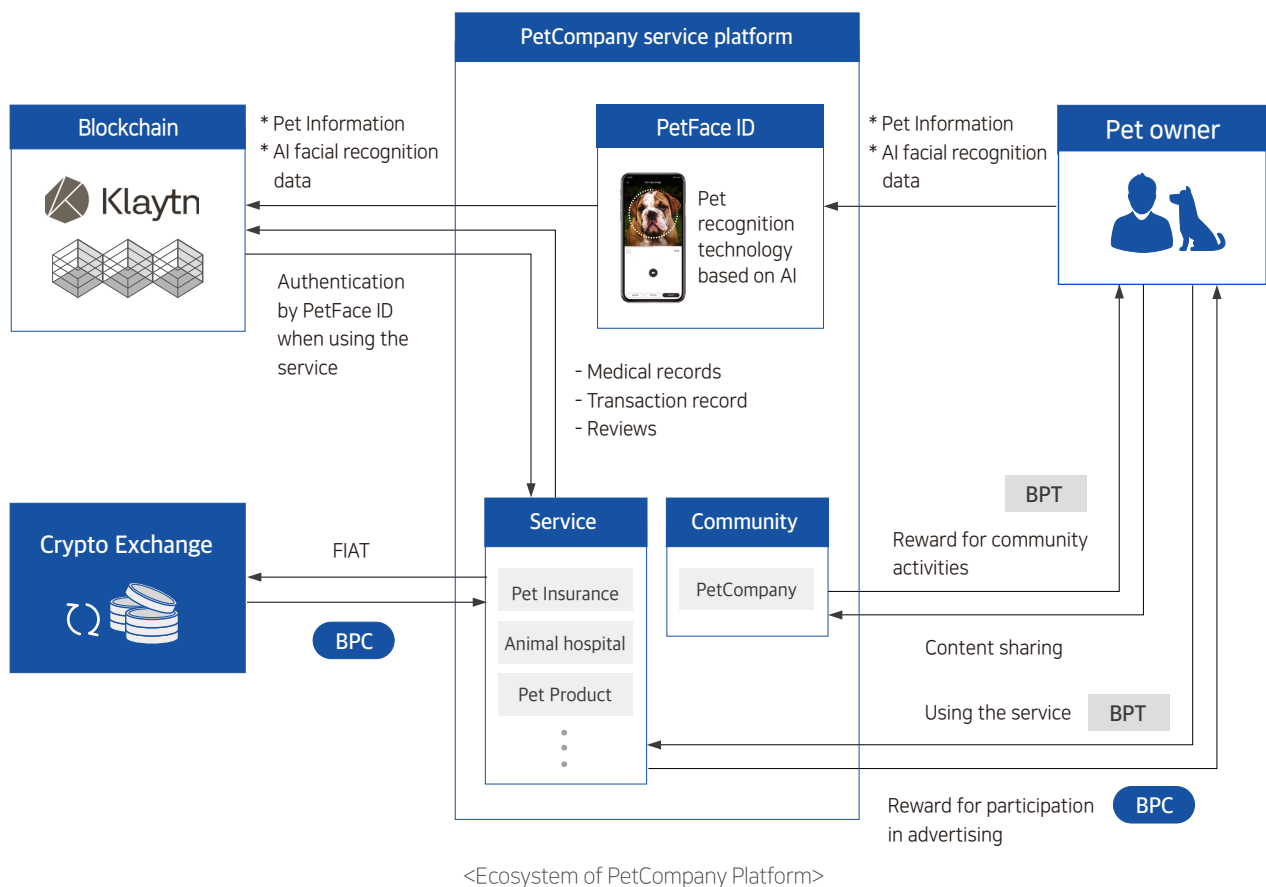 PetCompany service platform
Blockchain
Klaytn
* Pet Information
* AI facial recognition
data
PetFace ID
Pet
recognition
technology
based on AI
* Pet Information
* AI facial recognition
data
Pet owner
Authentication
by PetFace ID
when using the
service
- Medical records
- Transaction record
- Reviews
Crypto Exchange
FIAT
BPC
Service
Pet Insurance
Animal hospital
Pet Product
Community
PetCompany
BPT
Reward for community
activities
Content sharing
Using the service
BPT
Reward for participation
in advertising
BPC
<Ecosystem of PetCompany Platform>